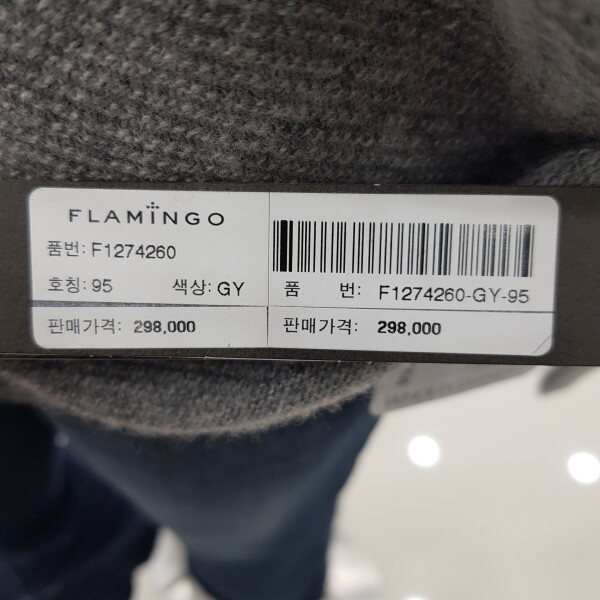 FLAMINGO
품번: F1274260
호칭: 95 색상: GY
판매가격: 298,000
품 번: F1274260-GY-95
판매가격: 298,000